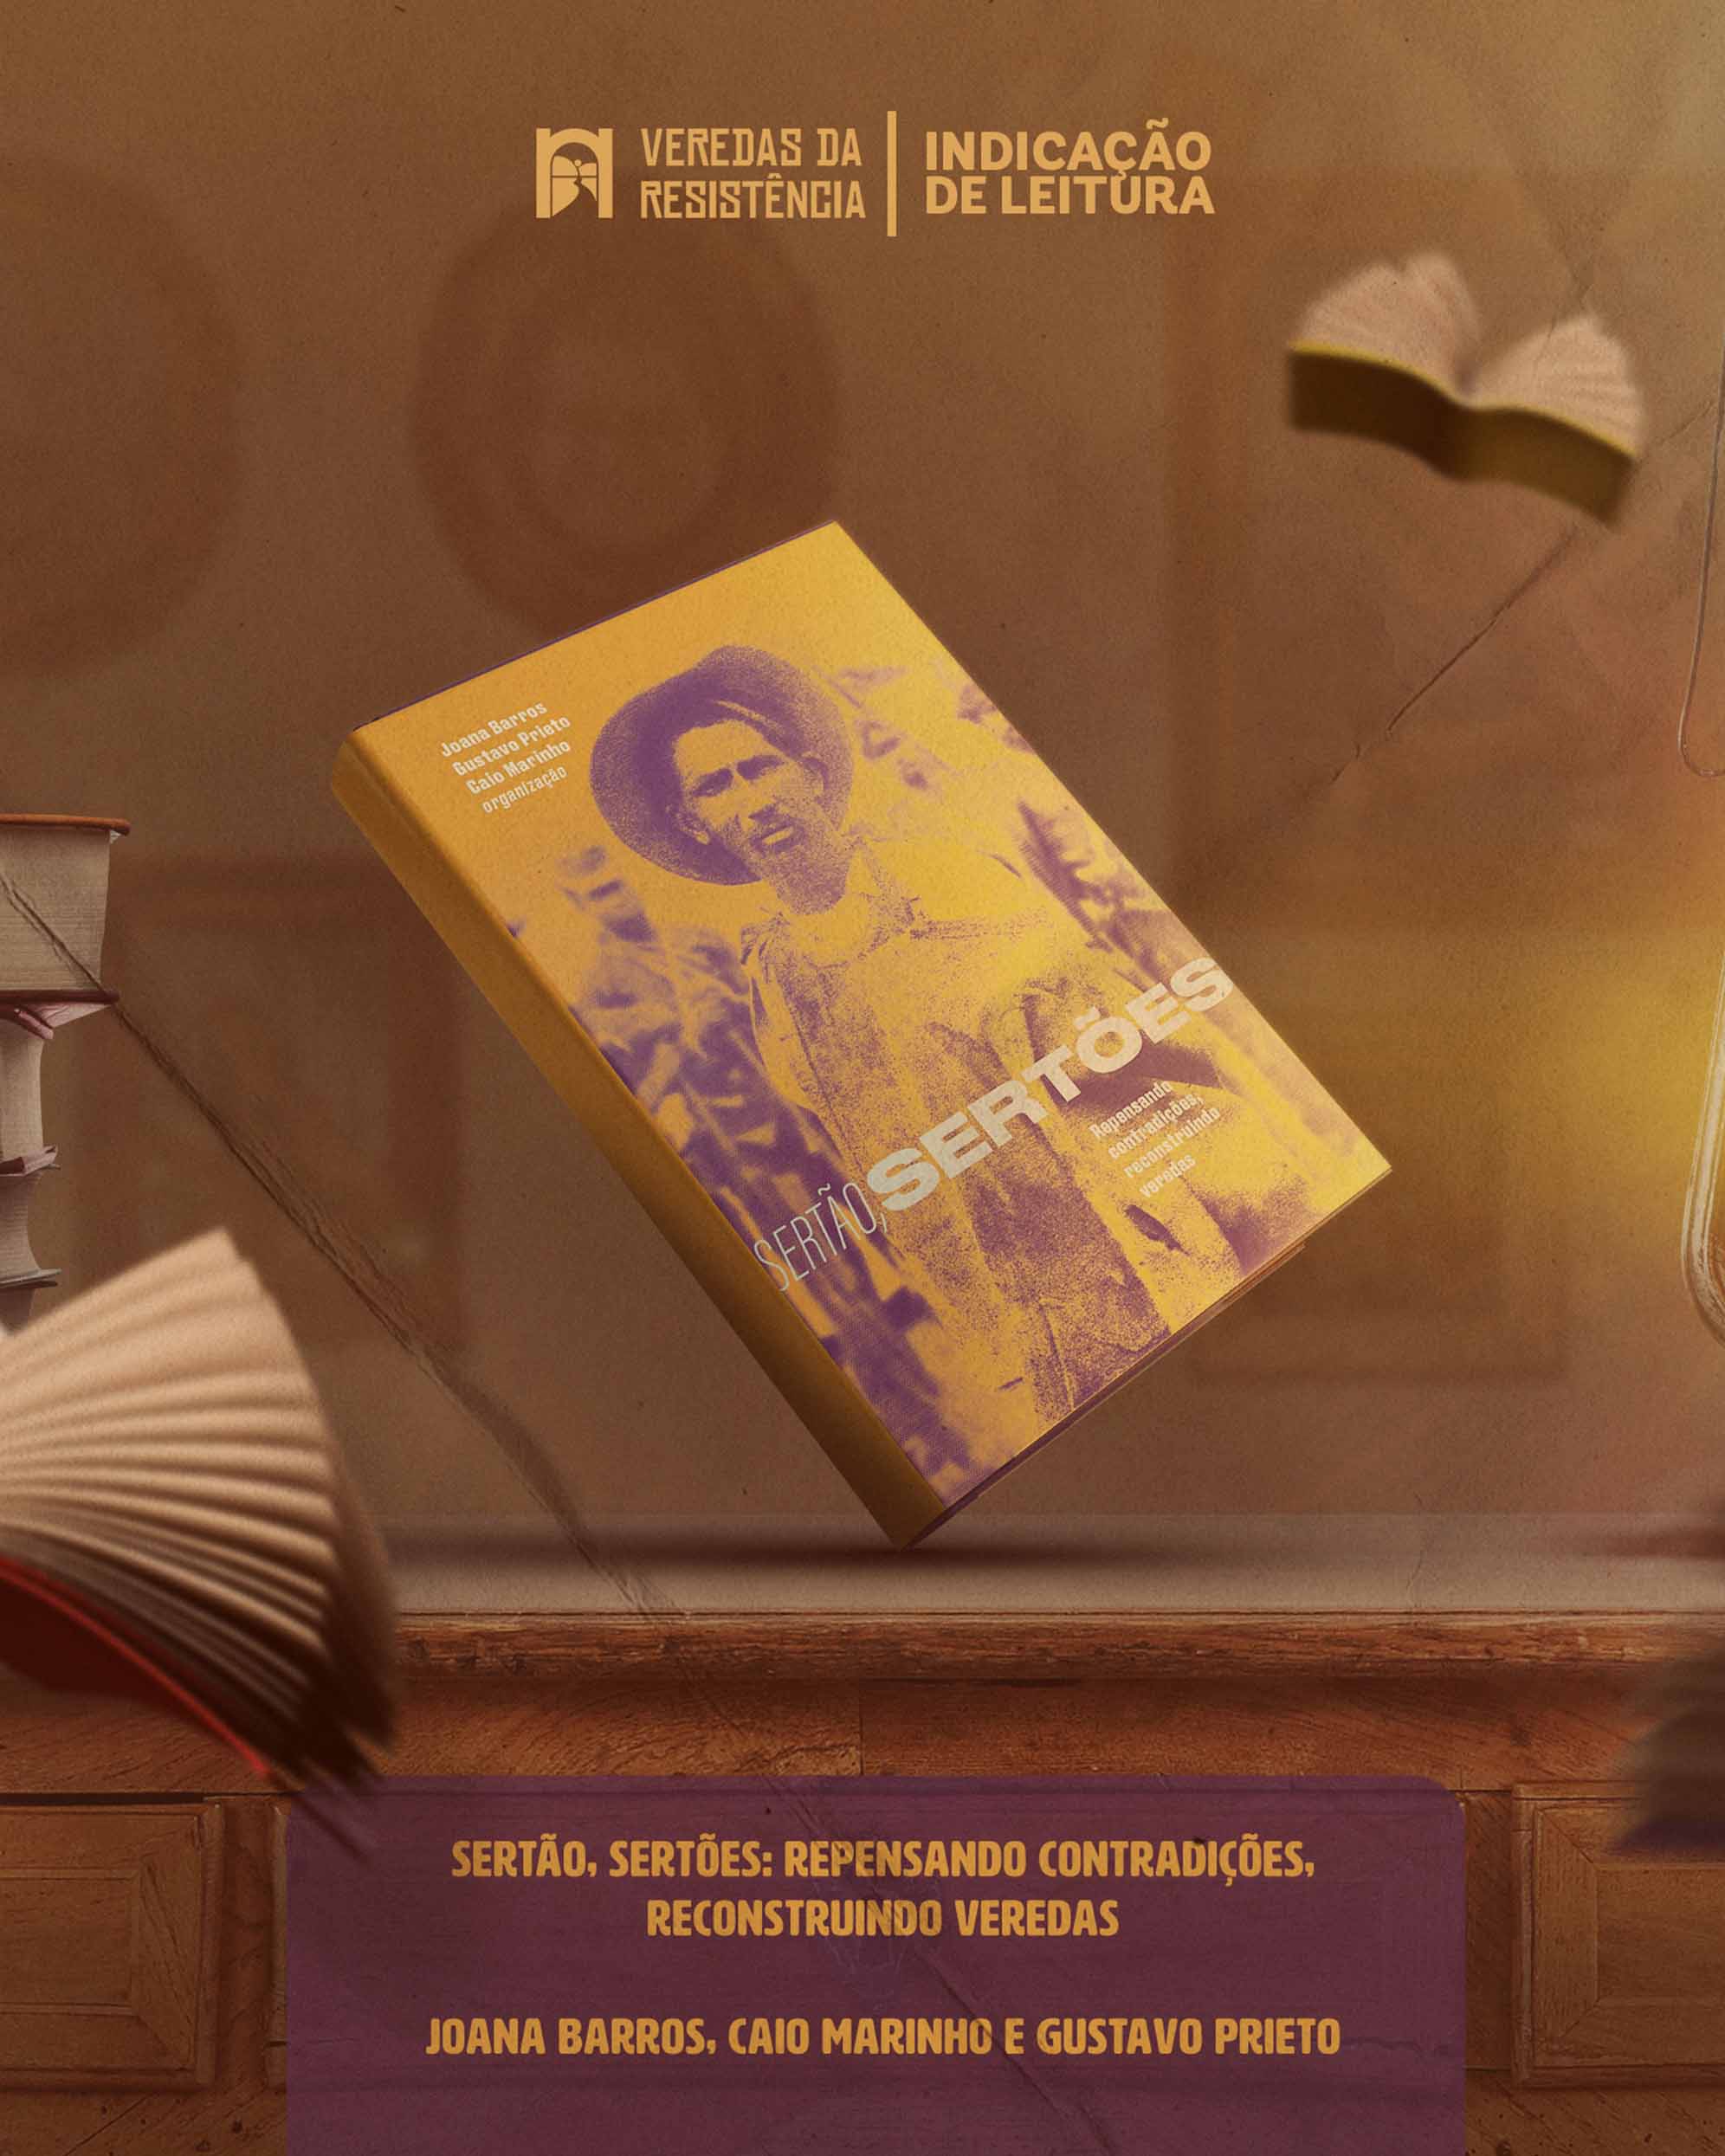 VEREDAS DA
RESISTÊNCIA
INDICAÇÃO
DE LEITURA
Joana Barros
Gustavo Prieto
Caio Marinho
organização
SERTÃO, SERTÕES
Repensando
contradições,
reconstruindo
veredas
SERTÃO, SERTÕES: REPENSANDO CONTRADIÇÕES,
RECONSTRUINDO VEREDAS
JOANA BARROS, CAIO MARINHO E GUSTAVO PRIETO